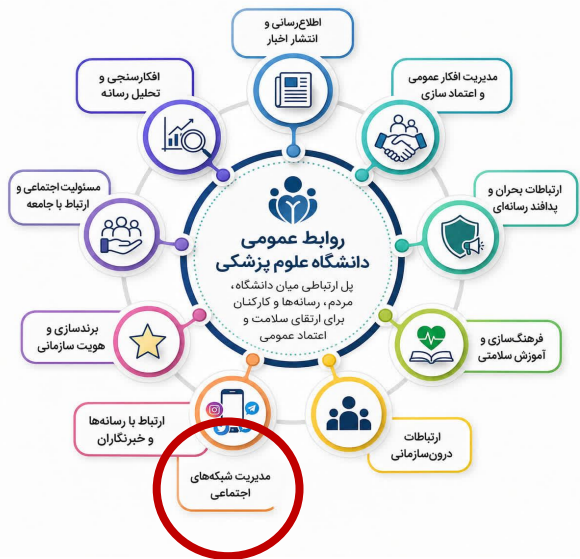 اطلاع‌رسانی و
انتشار اخبار
مدیریت افکار عمومی
و اعتماد سازی
ارتباطات بحران و
پدافند رسانه‌ای
فرهنگ‌سازی و
آموزش سلامتی
ارتباطات
درون‌سازمانی
مدیریت شبکه‌های
اجتماعی
ارتباط با رسانه‌ها
و خبرنگاران
برندسازی و
هویت سازمانی
مسئولیت اجتماعی و
ارتباط با جامعه
افکارسنجی و
تحلیل رسانه
روابط عمومی
دانشگاه علوم پزشکی
پل ارتباطی میان دانشگاه،
مردم، رسانه‌ها و کارکنان
برای ارتقای سلامت و
اعتماد عمومی